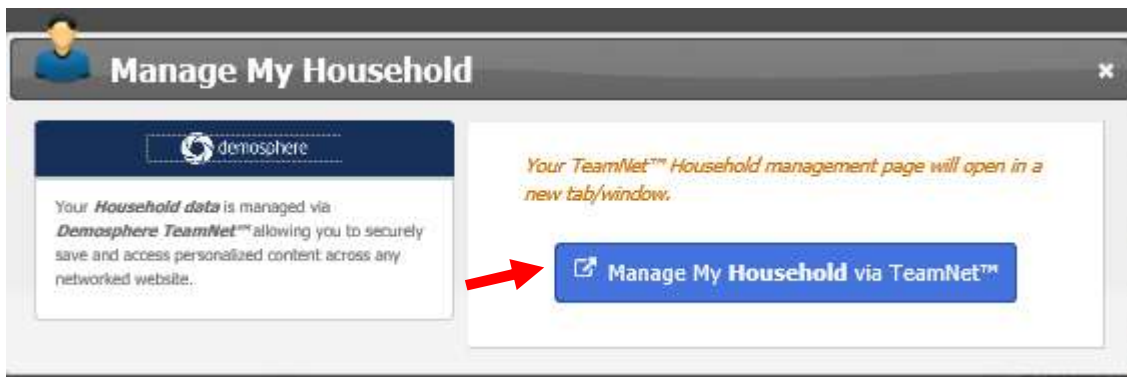 Manage My Household
×
demosphere
Your Household data is managed via
Demosphere TeamNet™ allowing you to securely
save and access personalized content across any
networked website.
Your TeamNet™ Household management page will open in a
new tab/window.
Manage My Household via TeamNet™